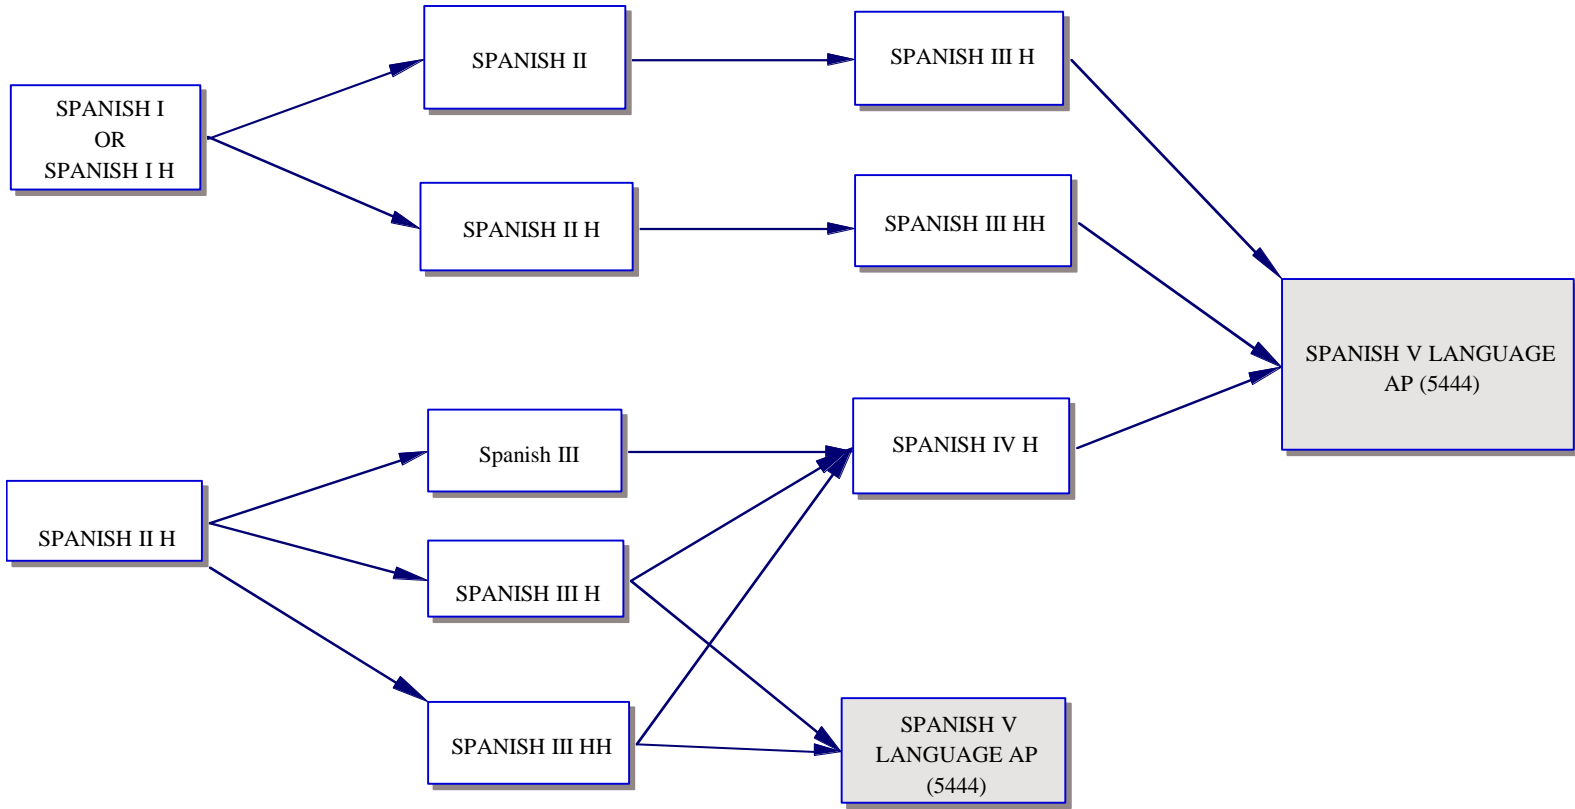 SPANISH I
OR
SPANISH I H
SPANISH II
SPANISH III H
SPANISH II H
SPANISH III HH
SPANISH V LANGUAGE
AP (5444)
SPANISH II H
Spanish III
SPANISH III H
SPANISH III HH
SPANISH IV H
SPANISH V
LANGUAGE AP
(5444)